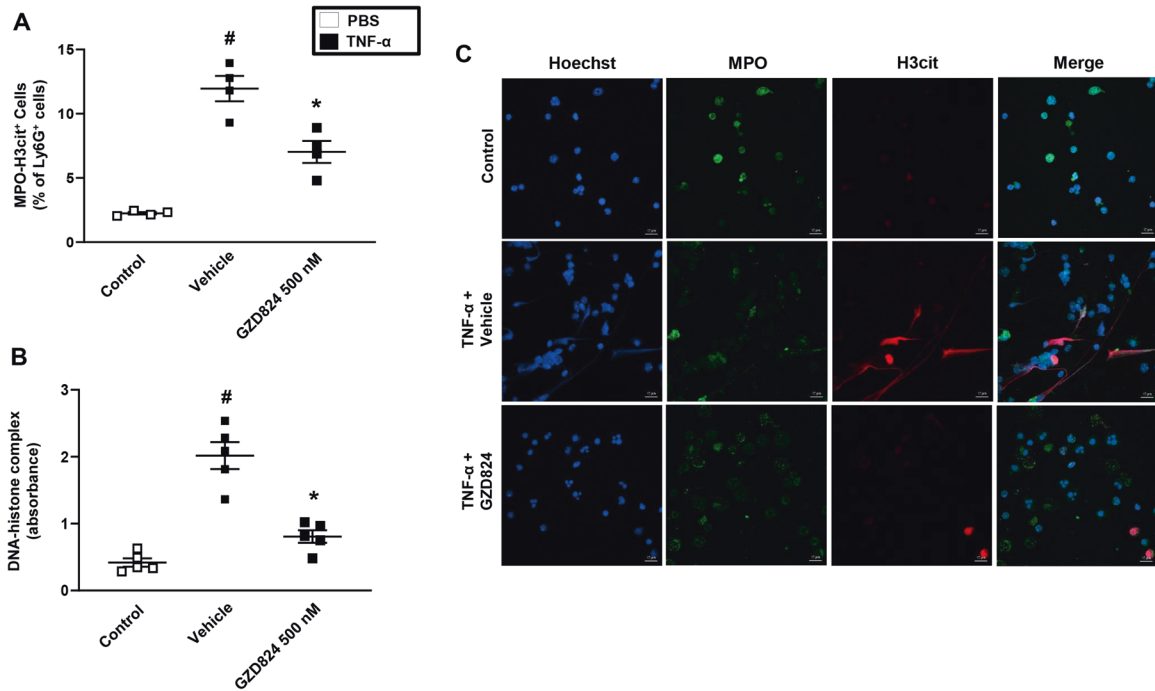 A
PBS
TNF-α
MPO-H3cit⁺ Cells
(% of Ly6G⁺ cells)
15
10
5
0
#
*
Control
Vehicle
GZD824 500 nM
B
DNA-histone complex
(absorbance)
3
2
1
0
#
*
Control
Vehicle
GZD824 500 nM
C
Hoechst
MPO
H3cit
Merge
Control
TNF-α +
Vehicle
TNF-α +
GZD824